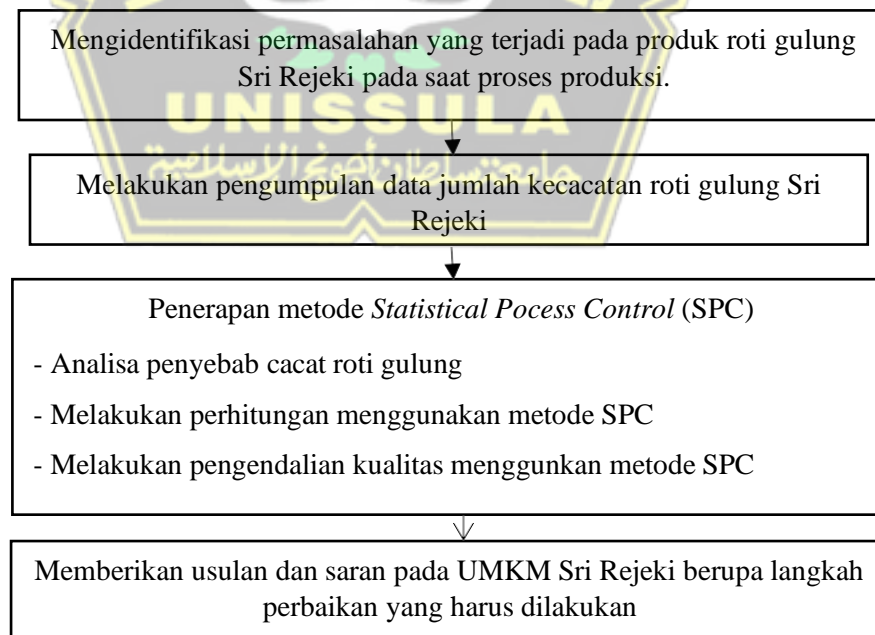 Mengidentifikasi permasalahan yang terjadi pada produk roti gulung
Sri Rejeki pada saat proses produksi.
UNISSULA
جامعتسلطان أجونج الإسلامية
Melakukan pengumpulan data jumlah kecacatan roti gulung Sri
Rejeki
Penerapan metode Statistical Pocess Control (SPC)
- Analisa penyebab cacat roti gulung
- Melakukan perhitungan menggunakan metode SPC
- Melakukan pengendalian kualitas menggunkan metode SPC
Memberikan usulan dan saran pada UMKM Sri Rejeki berupa langkah
perbaikan yang harus dilakukan